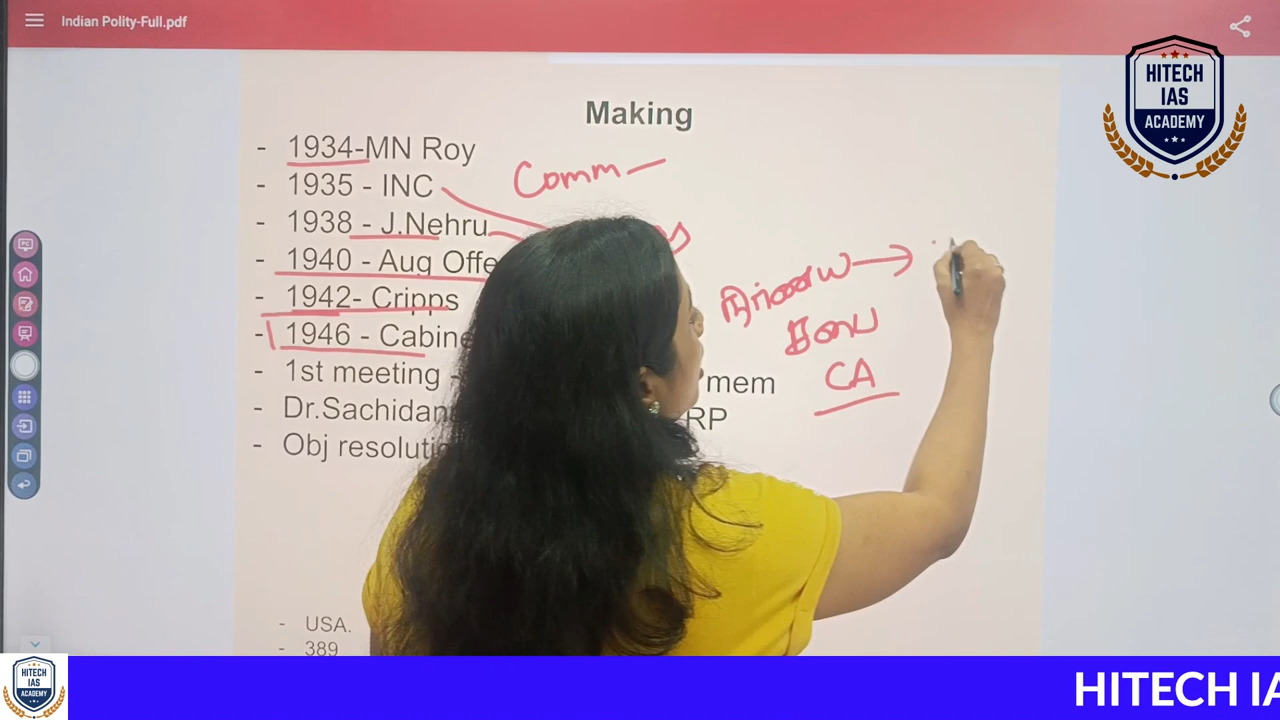 Indian Polity-Full.pdf
HITECH
IAS
ACADEMY
Making
- 1934-MN Roy
- 1935 - INC
- 1938 - J.Nehru
- 1940 - Aug Offe
- 1942- Cripps
- 1946 - Cabine
- 1st meeting - mem
- Dr.Sachidan RP
- Obj resoluti
Comm -
நிர்ணய →
சபை
CA
- USA.
- 389
HITECH
IAS
ACADEMY
HITECH IA